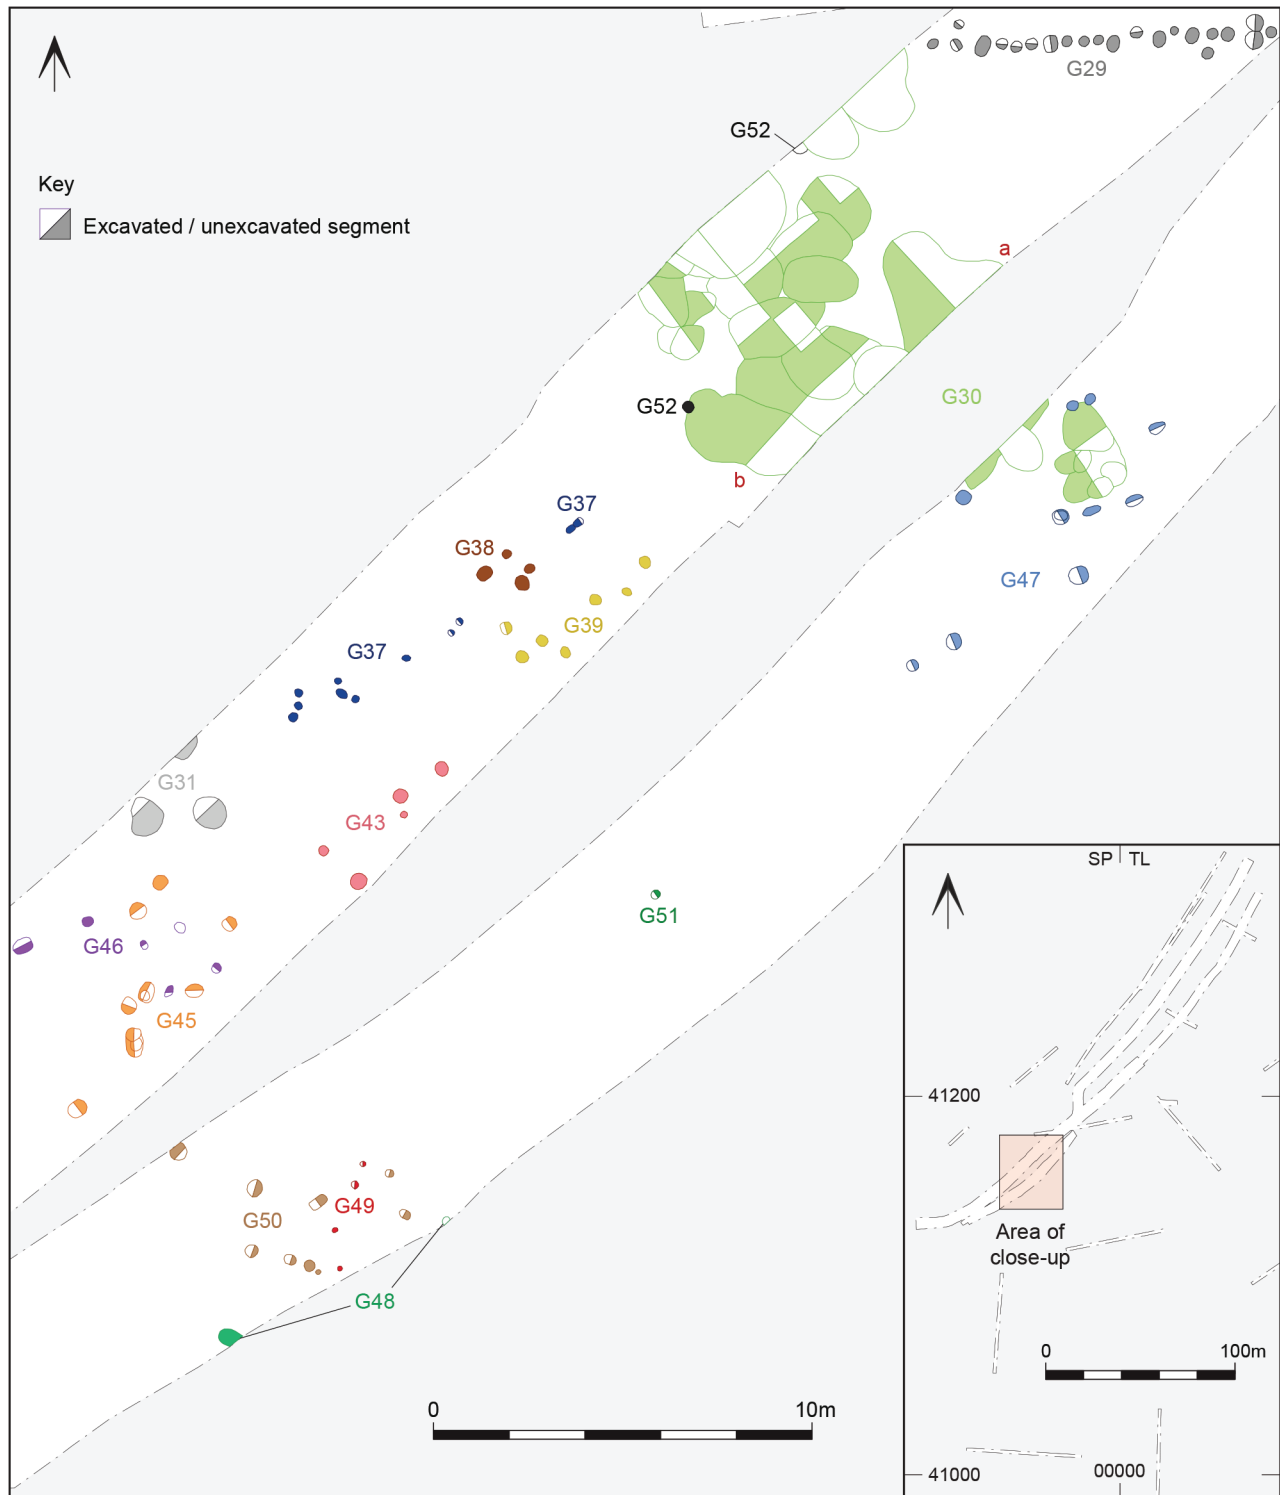 G29
G52
Key
Excavated / unexcavated segment
a
G30
G52
b
G37
G38
G47
G39
G37
G31
G43
G51
G46
G45
G49
G50
G48
0 10m
SP TL
41200
Area of
close-up
0 100m
41000
00000